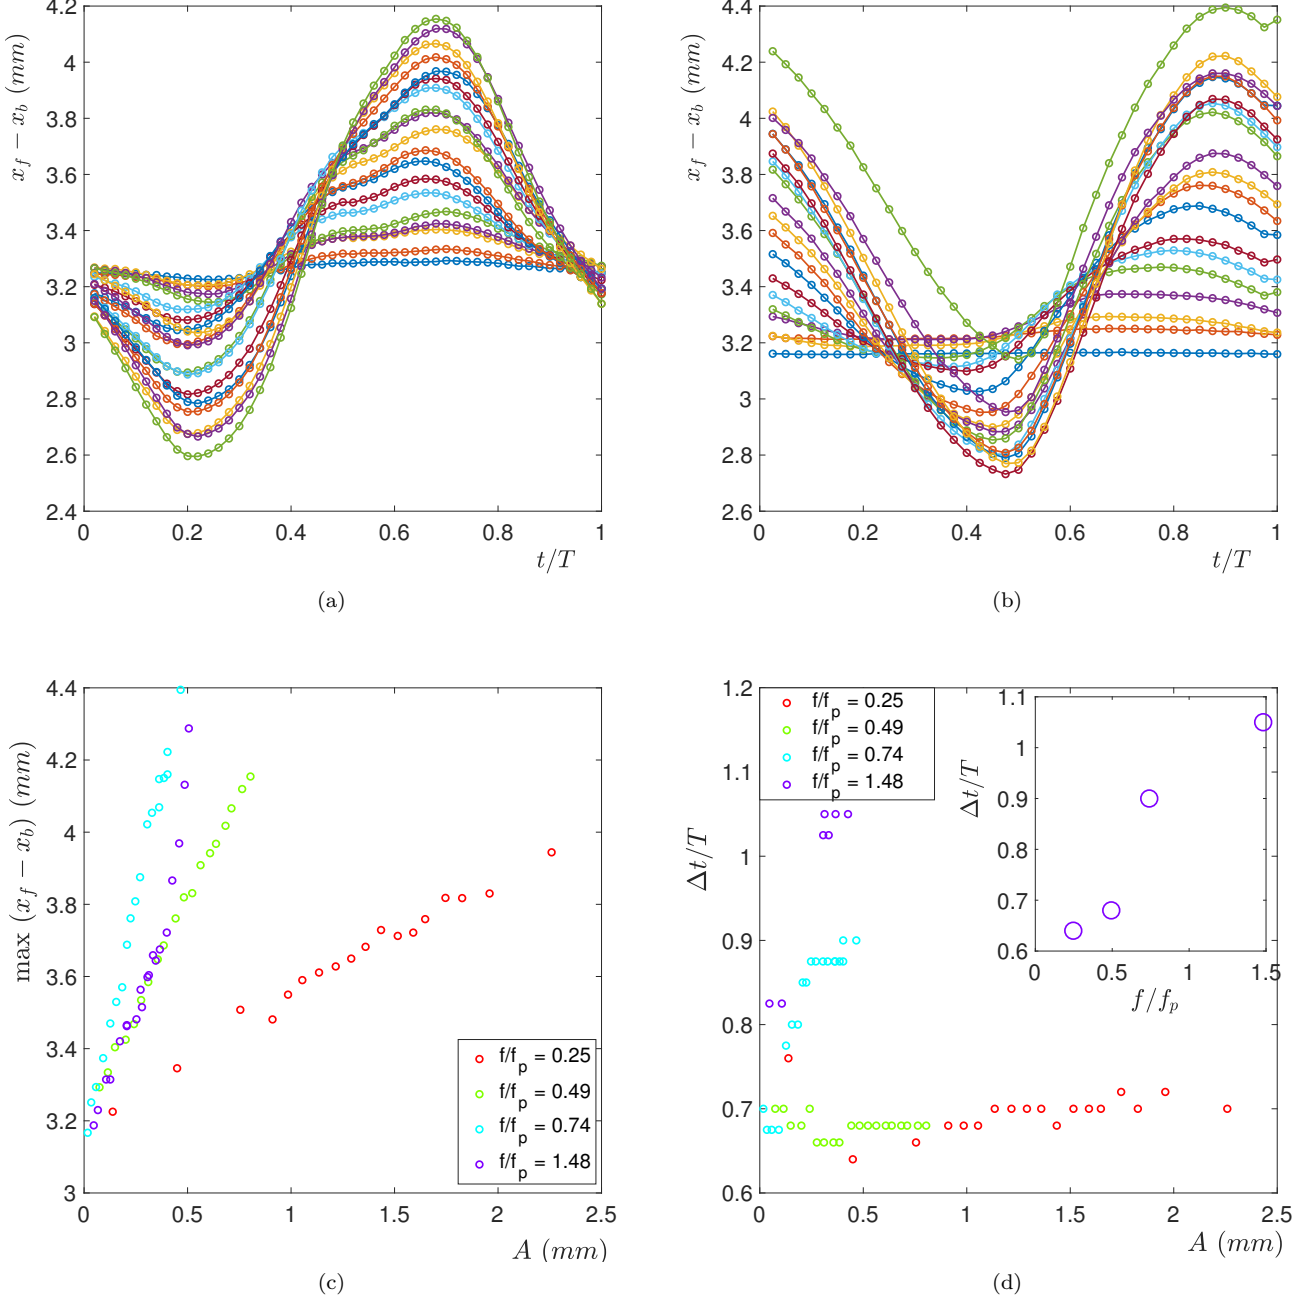 4.2
4
3.8
3.6
3.4
3.2
3
2.8
2.6
2.4
x_f − x_b (mm)
0 0.2 0.4 0.6 0.8 1
t/T
(a)
4.4
4.2
4
3.8
3.6
3.4
3.2
3
2.8
2.6
x_f − x_b (mm)
0 0.2 0.4 0.6 0.8 1
t/T
(b)
4.4
4.2
4
3.8
3.6
3.4
3.2
3
max (x_f − x_b) (mm)
f/f_p = 0.25
f/f_p = 0.49
f/f_p = 0.74
f/f_p = 1.48
0 0.5 1 1.5 2 2.5
A (mm)
(c)
1.2
1.1
1
0.9
0.8
0.7
0.6
Δt/T
f/f_p = 0.25
f/f_p = 0.49
f/f_p = 0.74
f/f_p = 1.48
1.1
1
0.9
0.8
0.7
0.6
Δt/T
0 0.5 1 1.5
f/f_p
0 0.5 1 1.5 2 2.5
A (mm)
(d)